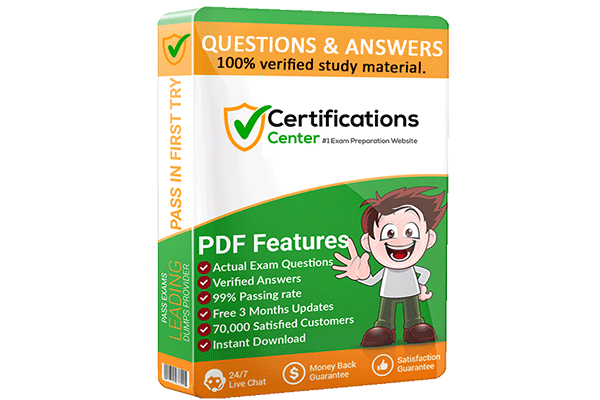 QUESTIONS & ANSWERS
100% verified study material.
Certifications
Center #1 Exam Preparation Website
PASS IN FIRST TRY
PASS EXAMS
LEADING
DUMPS PROVIDER
PDF Features
Actual Exam Questions
Verified Answers
99% Passing rate
Free 3 Months Updates
70,000 Satisfied Customers
Instant Download
24/7
Live Chat
Money Back
Guarantee
Satisfaction
Guarantee